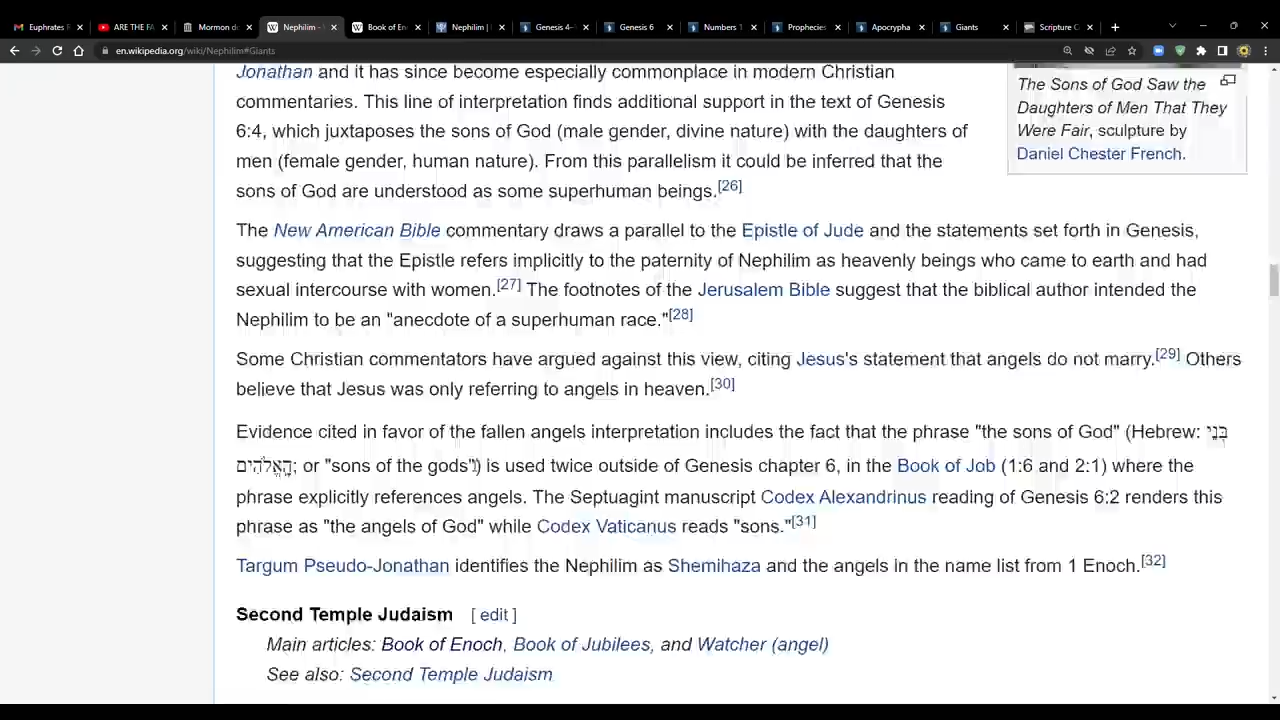 Euphrates F
ARE THE FA
Mormon do
Nephilim - W
Book of En
Nephilim |
Genesis 4–
Genesis 6
Numbers 1
Prophecies
Apocrypha
Giants
Scripture C
en.wikipedia.org/wiki/Nephilim#Giants
Jonathan and it has since become especially commonplace in modern Christian
commentaries. This line of interpretation finds additional support in the text of Genesis
6:4, which juxtaposes the sons of God (male gender, divine nature) with the daughters of
men (female gender, human nature). From this parallelism it could be inferred that the
sons of God are understood as some superhuman beings.[26]
The Sons of God Saw the
Daughters of Men That They
Were Fair, sculpture by
Daniel Chester French.
The New American Bible commentary draws a parallel to the Epistle of Jude and the statements set forth in Genesis,
suggesting that the Epistle refers implicitly to the paternity of Nephilim as heavenly beings who came to earth and had
sexual intercourse with women.[27] The footnotes of the Jerusalem Bible suggest that the biblical author intended the
Nephilim to be an "anecdote of a superhuman race."[28]
Some Christian commentators have argued against this view, citing Jesus's statement that angels do not marry.[29] Others
believe that Jesus was only referring to angels in heaven.[30]
Evidence cited in favor of the fallen angels interpretation includes the fact that the phrase "the sons of God" (Hebrew: בְּנֵי
הָאֱלֹהִים; or "sons of the gods") is used twice outside of Genesis chapter 6, in the Book of Job (1:6 and 2:1) where the
phrase explicitly references angels. The Septuagint manuscript Codex Alexandrinus reading of Genesis 6:2 renders this
phrase as "the angels of God" while Codex Vaticanus reads "sons."[31]
Targum Pseudo-Jonathan identifies the Nephilim as Shemihaza and the angels in the name list from 1 Enoch.[32]
Second Temple Judaism [ edit ]
Main articles: Book of Enoch, Book of Jubilees, and Watcher (angel)
See also: Second Temple Judaism